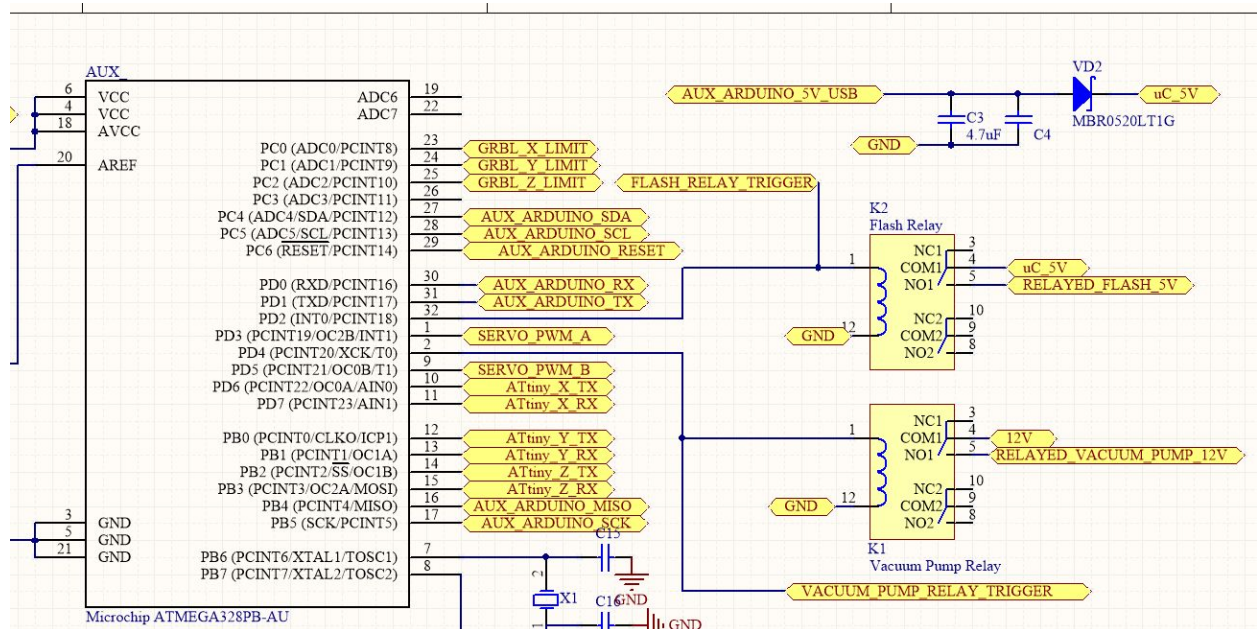 AUX_
6 VCC
4 VCC
18 AVCC
20 AREF
3 GND
5 GND
21 GND
ADC6 19
ADC7 22
PC0 (ADC0/PCINT8) 23 GRBL_X_LIMIT
PC1 (ADC1/PCINT9) 24 GRBL_Y_LIMIT
PC2 (ADC2/PCINT10) 25 GRBL_Z_LIMIT
PC3 (ADC3/PCINT11) 26
PC4 (ADC4/SDA/PCINT12) 27 AUX_ARDUINO_SDA
PC5 (ADC5/SCL/PCINT13) 28 AUX_ARDUINO_SCL
PC6 (RESET/PCINT14) 29 AUX_ARDUINO_RESET
PD0 (RXD/PCINT16) 30 AUX_ARDUINO_RX
PD1 (TXD/PCINT17) 31 AUX_ARDUINO_TX
PD2 (INT0/PCINT18) 32
PD3 (PCINT19/OC2B/INT1) 1 SERVO_PWM_A
PD4 (PCINT20/XCK/T0) 2
PD5 (PCINT21/OC0B/T1) 9 SERVO_PWM_B
PD6 (PCINT22/OC0A/AIN0) 10 ATtiny_X_TX
PD7 (PCINT23/AIN1) 11 ATtiny_X_RX
PB0 (PCINT0/CLKO/ICP1) 12 ATtiny_Y_TX
PB1 (PCINT1/OC1A) 13 ATtiny_Y_RX
PB2 (PCINT2/SS/OC1B) 14 ATtiny_Z_TX
PB3 (PCINT3/OC2A/MOSI) 15 ATtiny_Z_RX
PB4 (PCINT4/MISO) 16 AUX_ARDUINO_MISO
PB5 (SCK/PCINT5) 17 AUX_ARDUINO_SCK
PB6 (PCINT6/XTAL1/TOSC1) 7
PB7 (PCINT7/XTAL2/TOSC2) 8
Microchip ATMEGA328PB-AU
C15
GND
2
X1
1
C16
GND
AUX_ARDUINO_5V_USB
VD2
uC_5V
MBR0520LT1G
C3
4.7uF
C4
GND
FLASH_RELAY_TRIGGER
K2
Flash Relay
1
GND 12
NC1 3
COM1 4 uC_5V
NO1 5 RELAYED_FLASH_5V
NC2 10
COM2 9
NO2 8
1
GND 12
NC1 3
COM1 4 12V
NO1 5 RELAYED_VACUUM_PUMP_12V
NC2 10
COM2 9
NO2 8
K1
Vacuum Pump Relay
VACUUM_PUMP_RELAY_TRIGGER